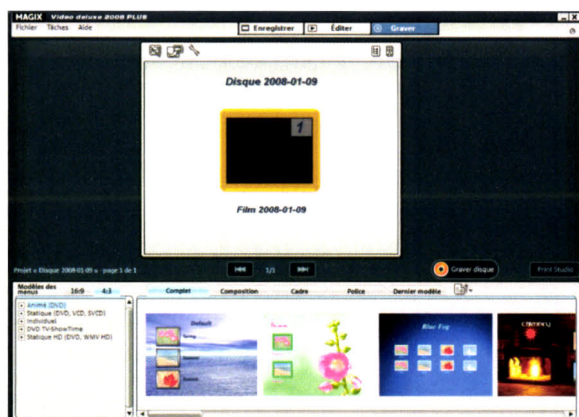 MAGIX Video deluxe 2008 PLUS
Fichier Tâches Aide
Enregistrer Éditer Graver
Disque 2008-01-09
1
Film 2008-01-09
Projet « Disque 2008-01-09 » - page 1 de 1
1/1
Graver disque
Print Studio
Modèles des menus 16:9 4:3
Complet Composition Cadre Police Dernier modèle
Animé (DVD)
Statique (DVD, VCD, SVCD)
Individuel
DVD TV-ShowTime
Statique HD (DVD, WMV HD)
Default
Blue Fog
Chimney